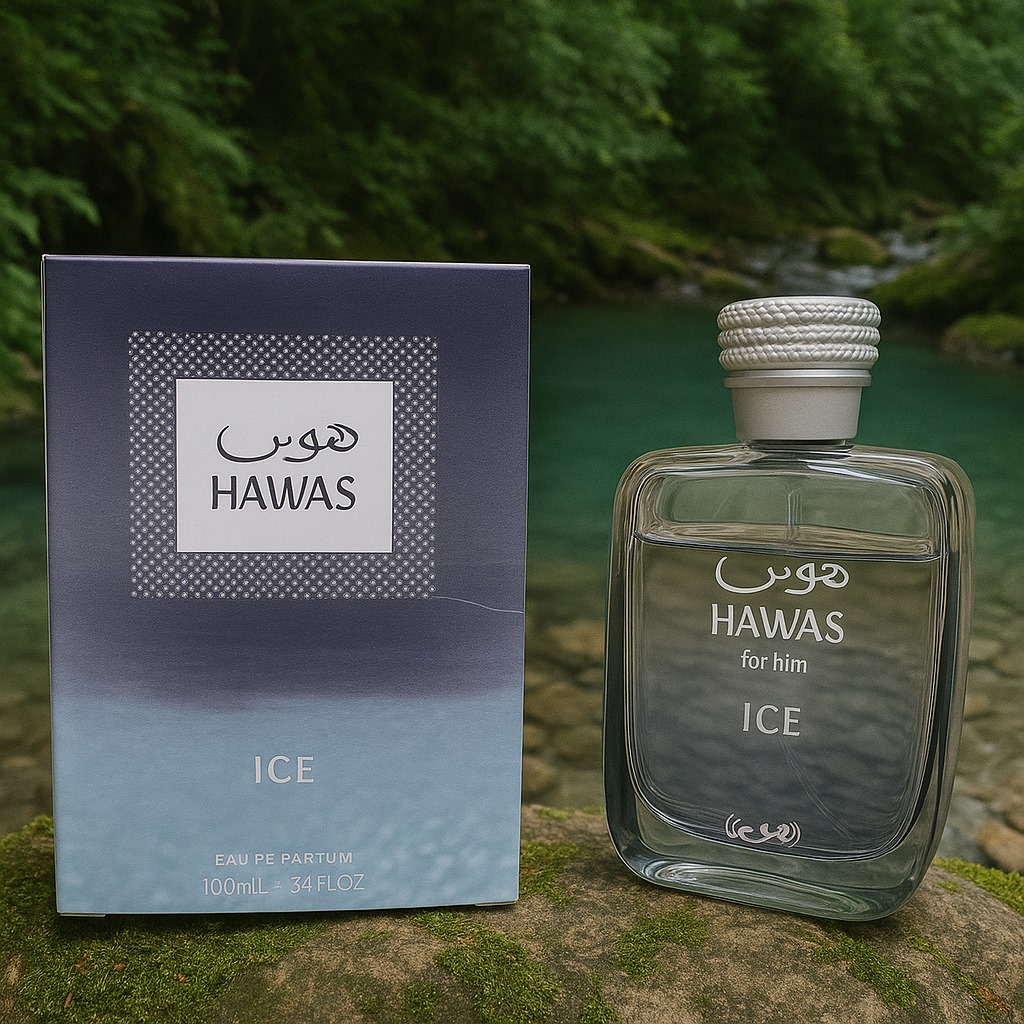 هوس
HAWAS
ICE
EAU PE PARTUM
100mlL - 34 FLOZ
هوس
HAWAS
for him
ICE